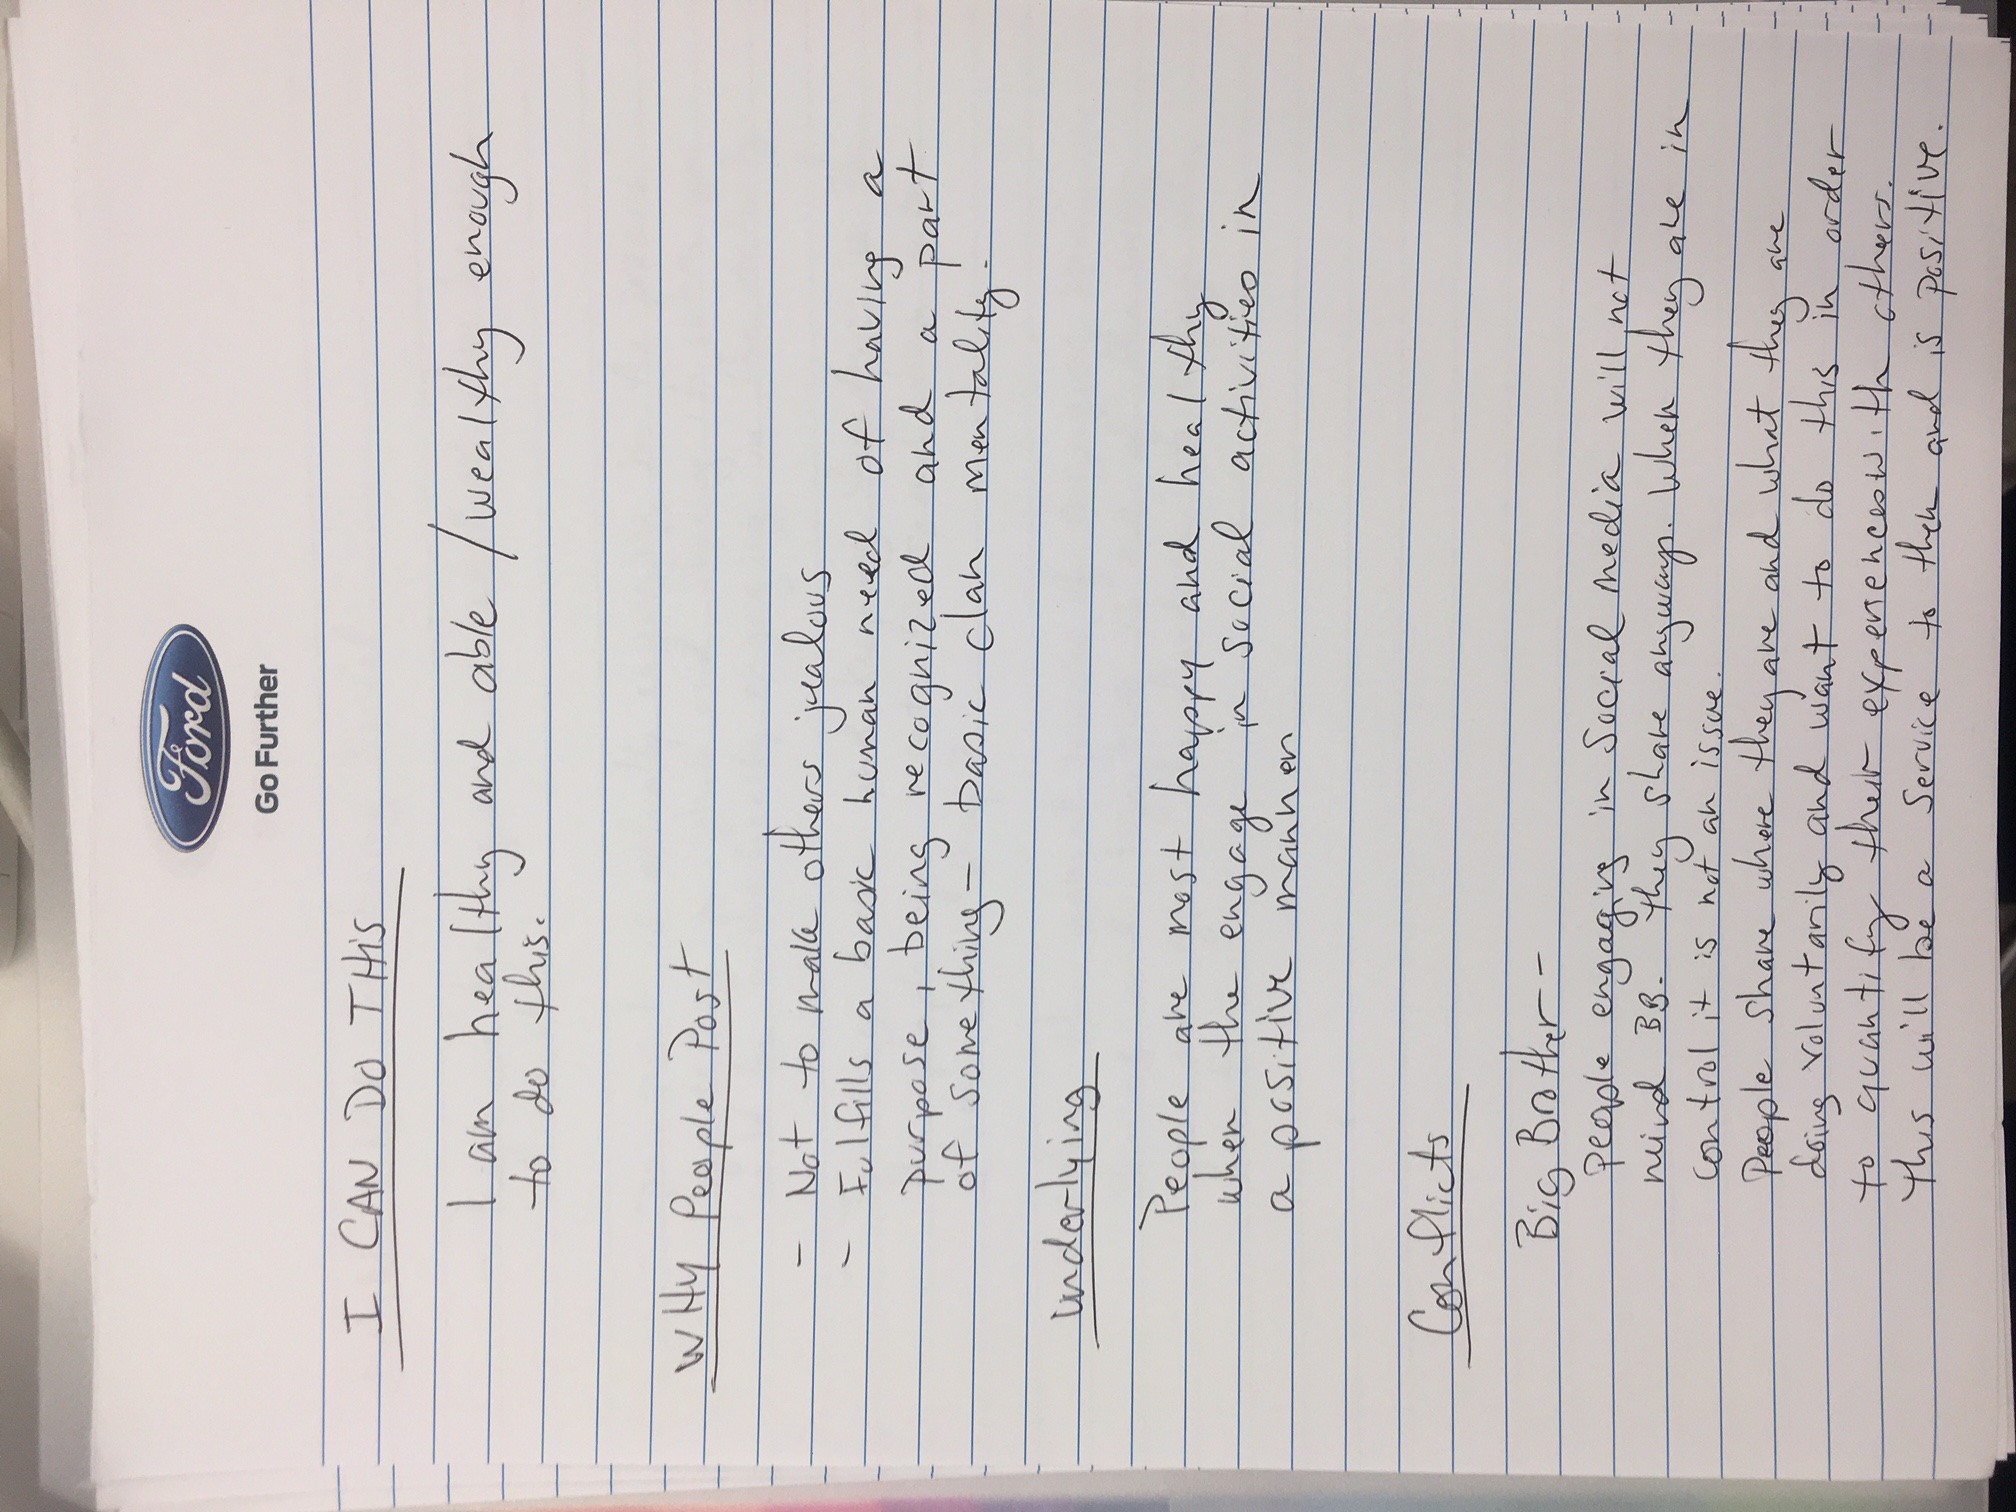 Ford
Go Further
I CAN DO THiS
I am healthy and able / wealthy enough
to do this.
WHy People Post
- Not to make others jealous
- Fulfills a basic human need of having a
purpose, being recognized and a part
of something - basic clan mentality.
underlying
People are most happy and healthy
when the engage in social activities in
a positive manner
Conflicts
Big Brother -
People engaging in Social media will not
mind BB. They share anyways. When they are in
control it is not an issue.
People share where they are and what they are
doing voluntarily and want to do this in order
to quantify their experiences with others.
This will be a service to them and is positive.